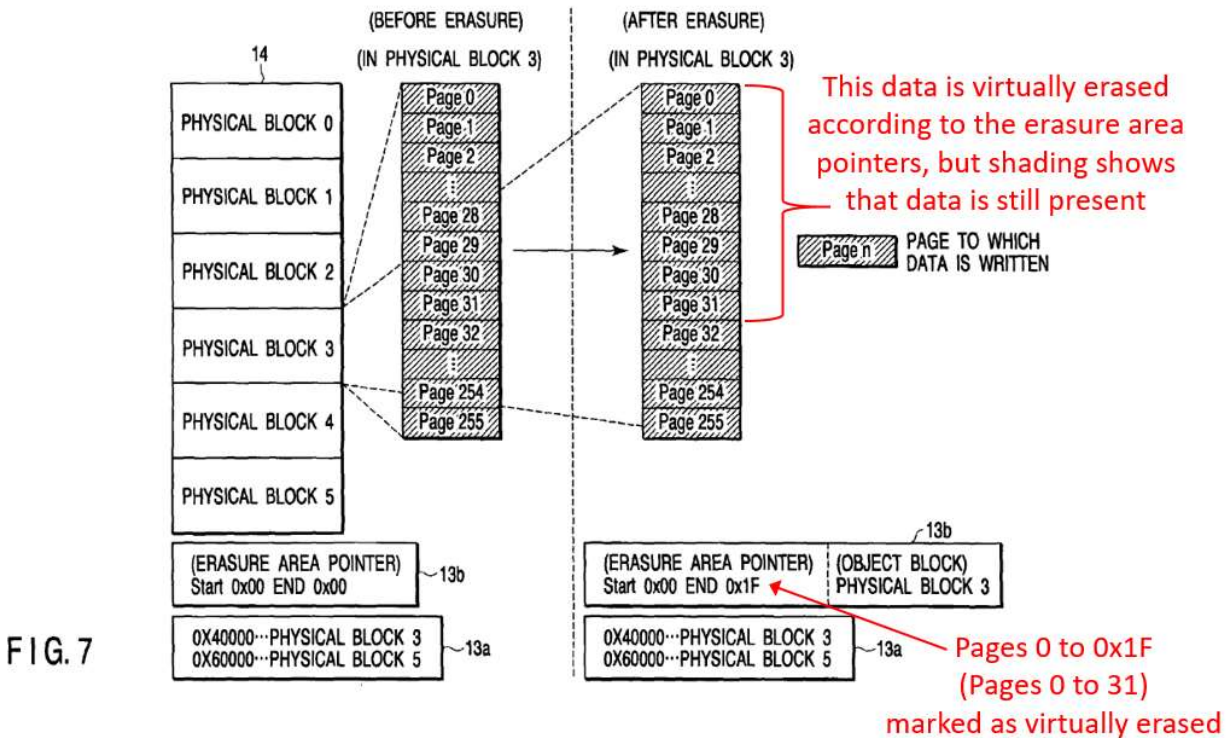 (BEFORE ERASURE)
(IN PHYSICAL BLOCK 3)
(AFTER ERASURE)
(IN PHYSICAL BLOCK 3)
14
PHYSICAL BLOCK 0
PHYSICAL BLOCK 1
PHYSICAL BLOCK 2
PHYSICAL BLOCK 3
PHYSICAL BLOCK 4
PHYSICAL BLOCK 5
Page 0
Page 1
Page 2
Page 28
Page 29
Page 30
Page 31
Page 32
Page 254
Page 255
Page 0
Page 1
Page 2
Page 28
Page 29
Page 30
Page 31
Page 32
Page 254
Page 255
This data is virtually erased
according to the erasure area
pointers, but shading shows
that data is still present
Page n
PAGE TO WHICH
DATA IS WRITTEN
(ERASURE AREA POINTER)
Start 0x00 END 0x00
13b
0X40000···PHYSICAL BLOCK 3
0X60000···PHYSICAL BLOCK 5
13a
13b
(ERASURE AREA POINTER)
Start 0x00 END 0x1F
(OBJECT BLOCK)
PHYSICAL BLOCK 3
0X40000···PHYSICAL BLOCK 3
0X60000···PHYSICAL BLOCK 5
13a
Pages 0 to 0x1F
(Pages 0 to 31)
marked as virtually erased
FIG. 7